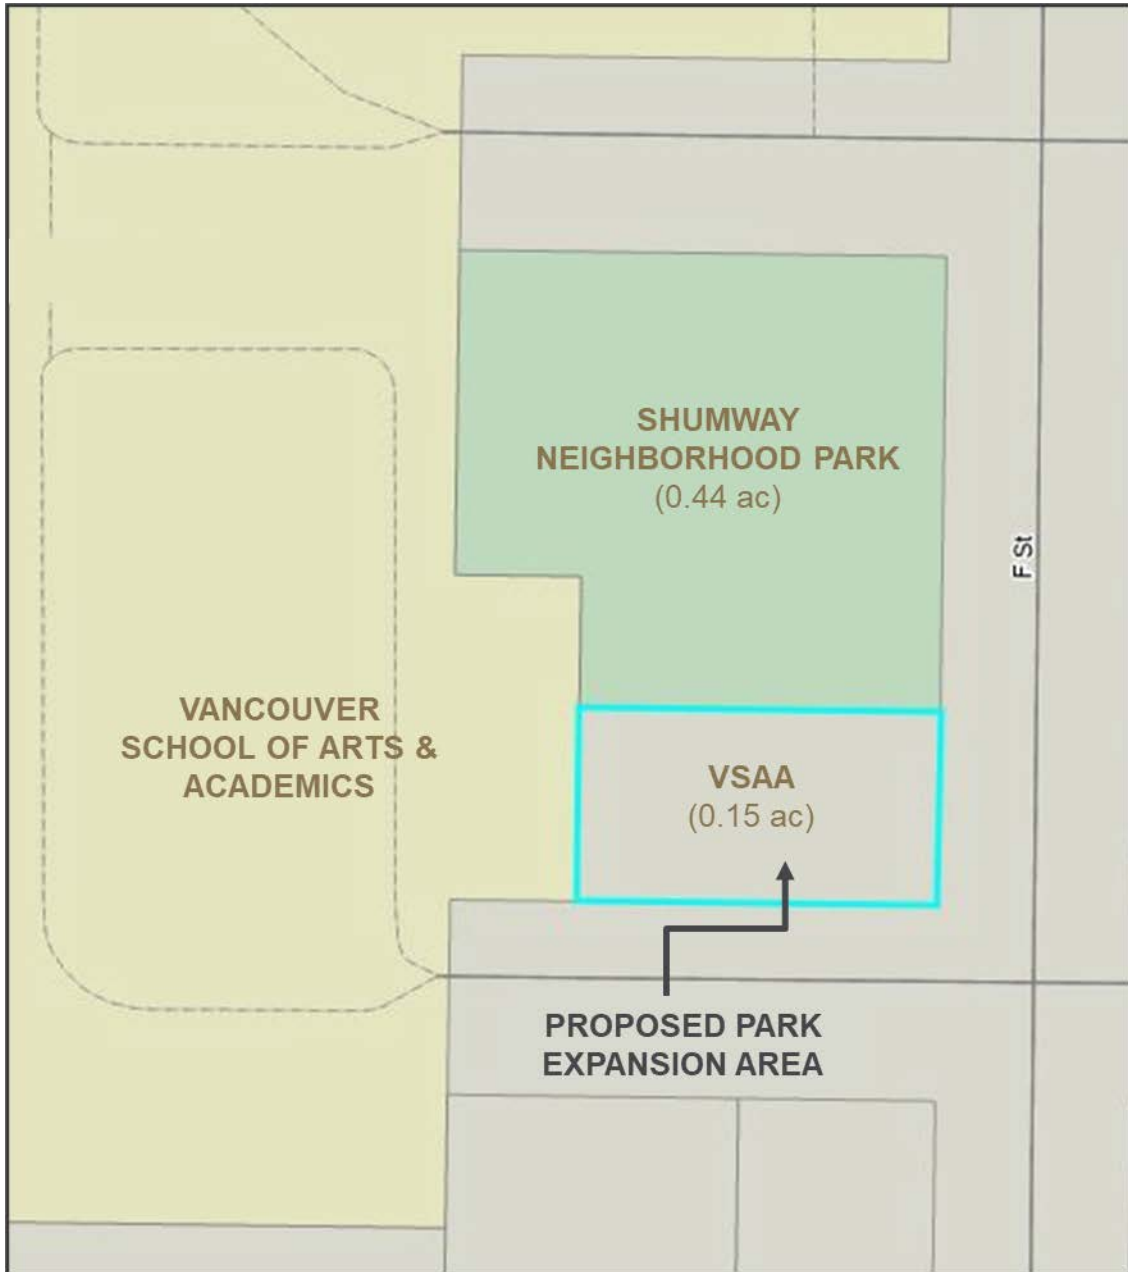 SHUMWAY
NEIGHBORHOOD PARK
(0.44 ac)
F St
VANCOUVER
SCHOOL OF ARTS &
ACADEMICS
VSAA
(0.15 ac)
PROPOSED PARK
EXPANSION AREA